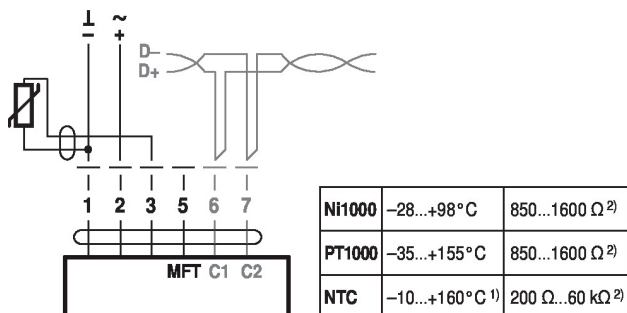 ⊥ ~
– +
D–
D+
1 2 3 5 6 7
MFT C1 C2
Ni1000 −28...+98°C 850...1600 Ω 2)
PT1000 −35...+155°C 850...1600 Ω 2)
NTC −10...+160°C 1) 200 Ω...60 kΩ 2)